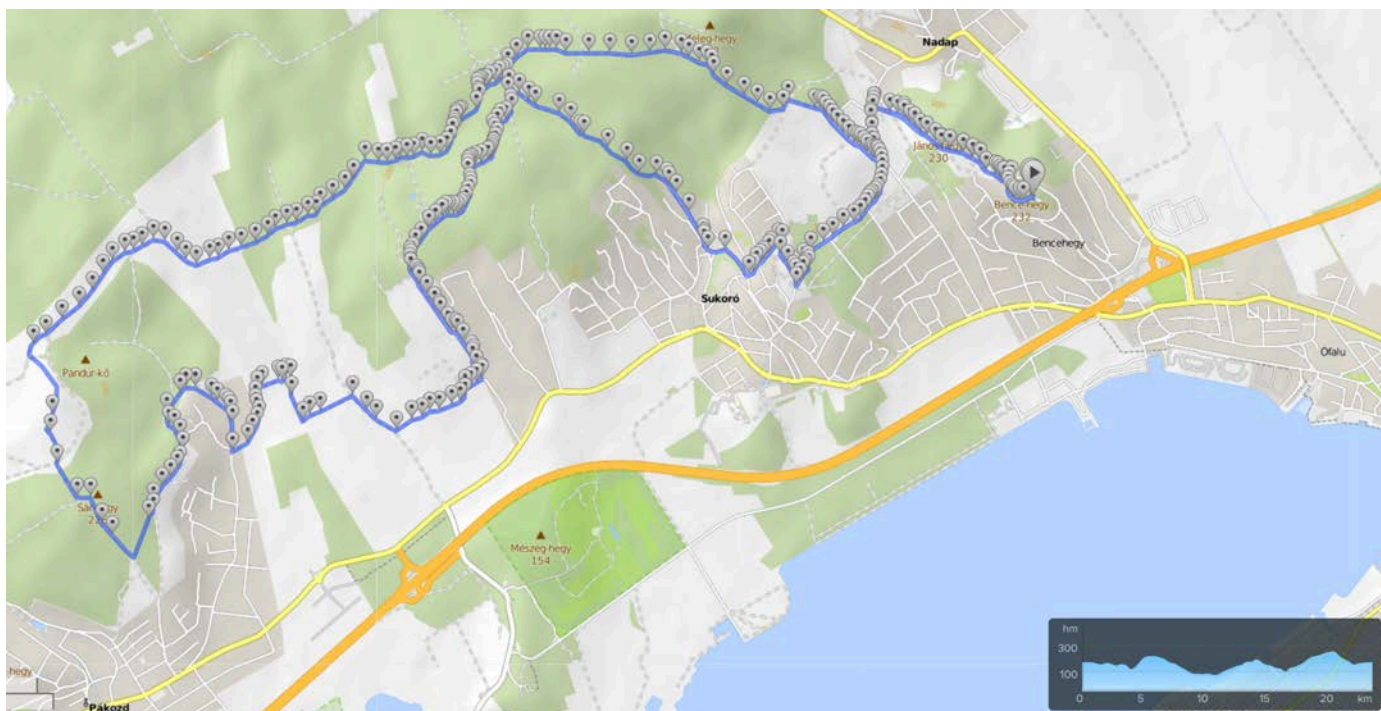 Meleg-hegy
Nadap
János-hegy
230
Bence-hegy
232
Bencehegy
Sukoró
Ófalu
Pandur-kó
Sár-hegy
Mészeg-hegy
154
-hegy
Pákozd
hm
300
100
0
5
10
15
20
km